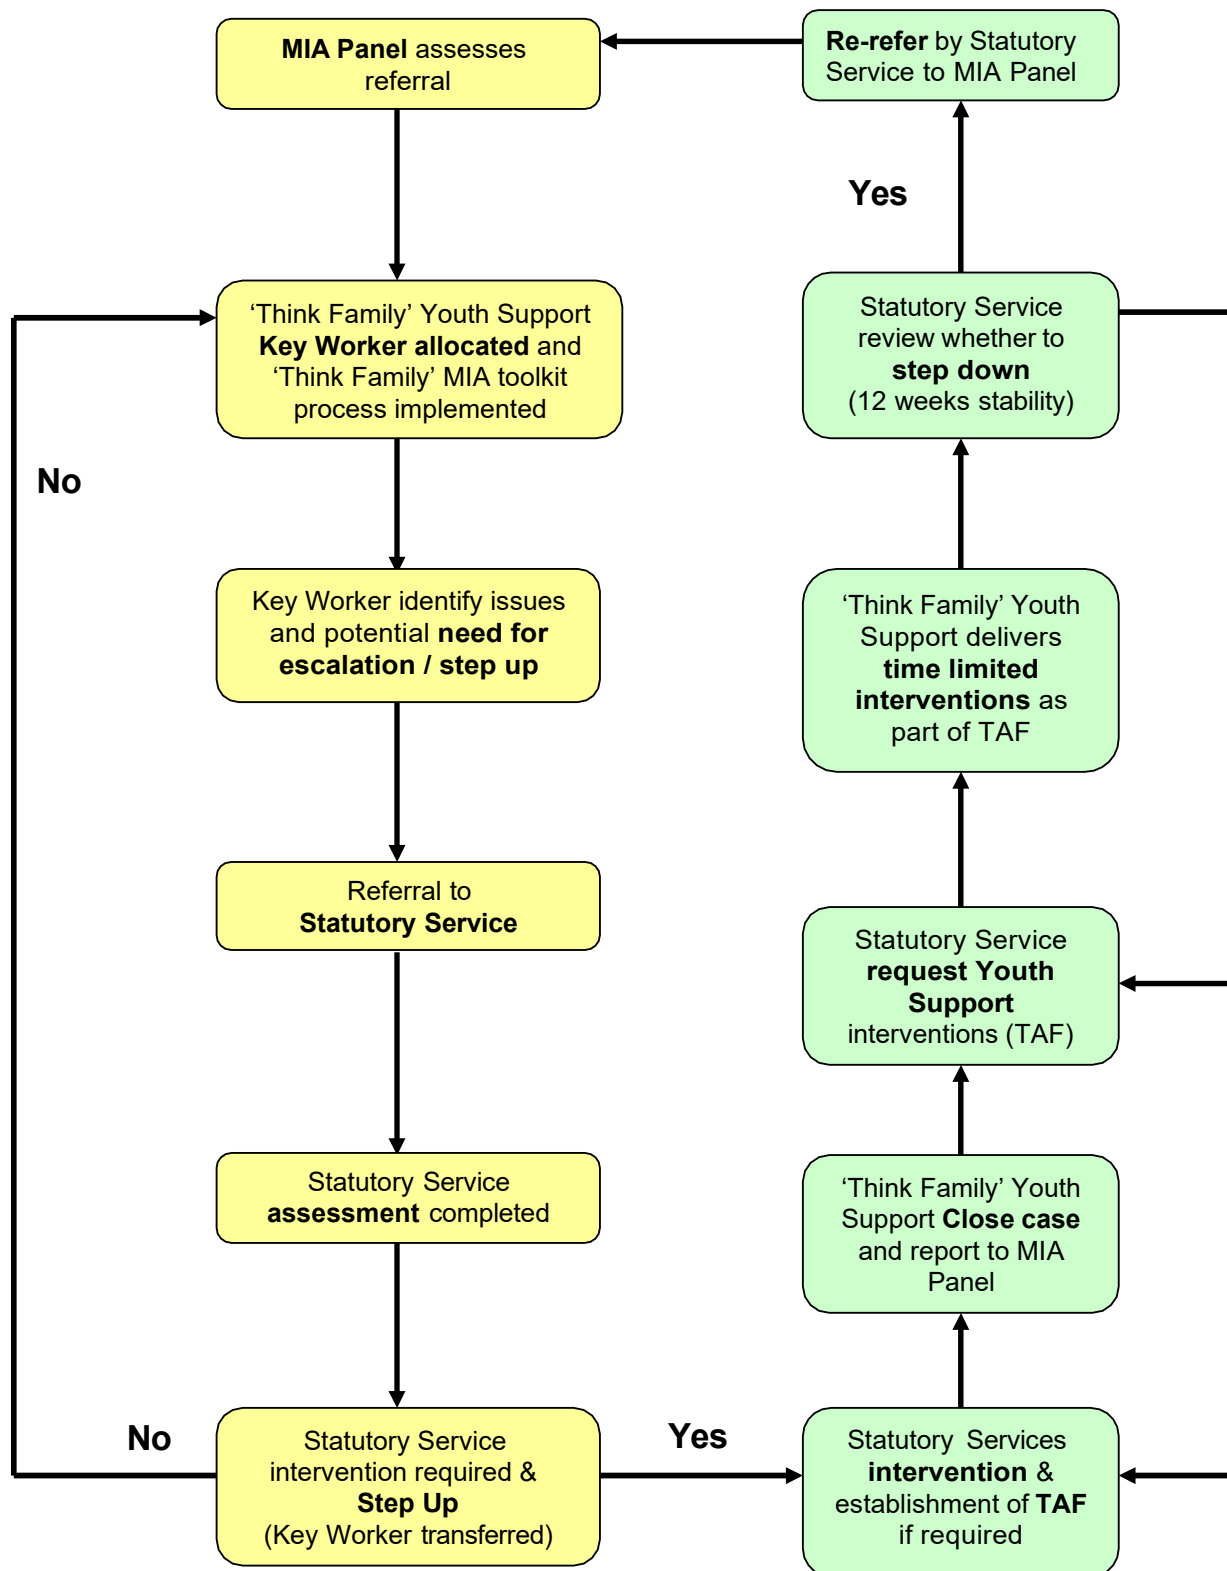 MIA Panel assesses
referral
Re-refer by Statutory
Service to MIA Panel
Yes
‘Think Family’ Youth Support
Key Worker allocated and
‘Think Family’ MIA toolkit
process implemented
Statutory Service
review whether to
step down
(12 weeks stability)
No
Key Worker identify issues
and potential need for
escalation / step up
‘Think Family’ Youth
Support delivers
time limited
interventions as
part of TAF
Referral to
Statutory Service
Statutory Service
request Youth
Support
interventions (TAF)
Statutory Service
assessment completed
‘Think Family’ Youth
Support Close case
and report to MIA
Panel
No
Statutory Service
intervention required &
Step Up
(Key Worker transferred)
Yes
Statutory Services
intervention &
establishment of TAF
if required